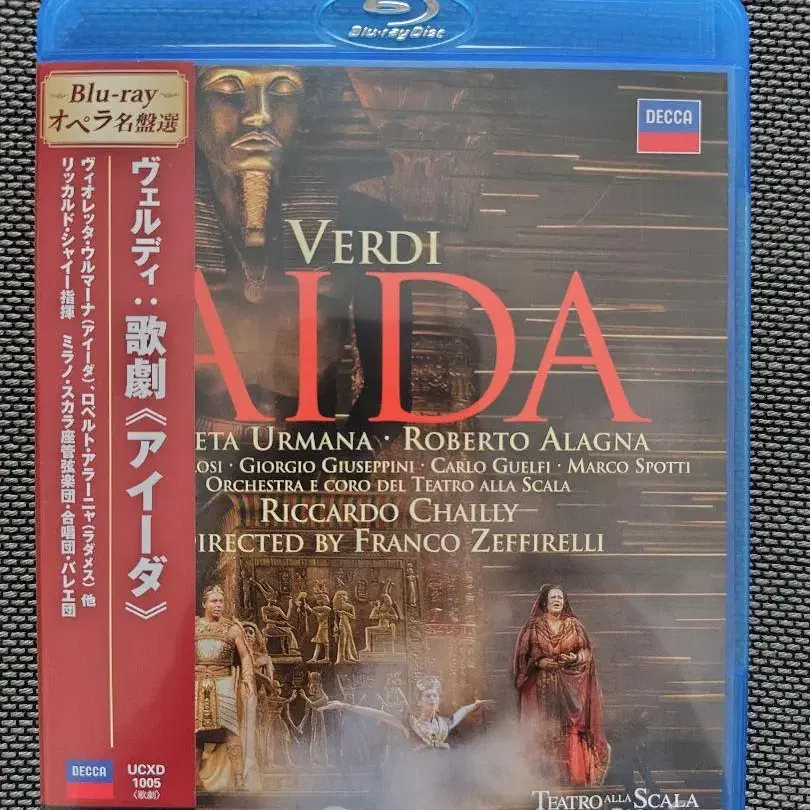 Blu-ray Disc
Blu-ray
オペラ名盤選
ヴェルディ：歌劇《アイーダ》
ヴィオレッタ・ウルマーナ（アイーダ）、ロベルト・アラーニャ（ラダメス） 他
リッカルド・シャイー指揮 ミラノ・スカラ座管弦楽団・合唱団・バレエ団
DECCA
UCXD
1005
〈歌劇〉
DECCA
VERDI
AIDA
ETA URMANA · ROBERTO ALAGNA
OSI · GIORGIO GIUSEPPINI · CARLO GUELFI · MARCO SPOTTI
ORCHESTRA E CORO DEL TEATRO ALLA SCALA
RICCARDO CHAILLY
DIRECTED BY FRANCO ZEFFIRELLI
TEATRO ALLA SCALA